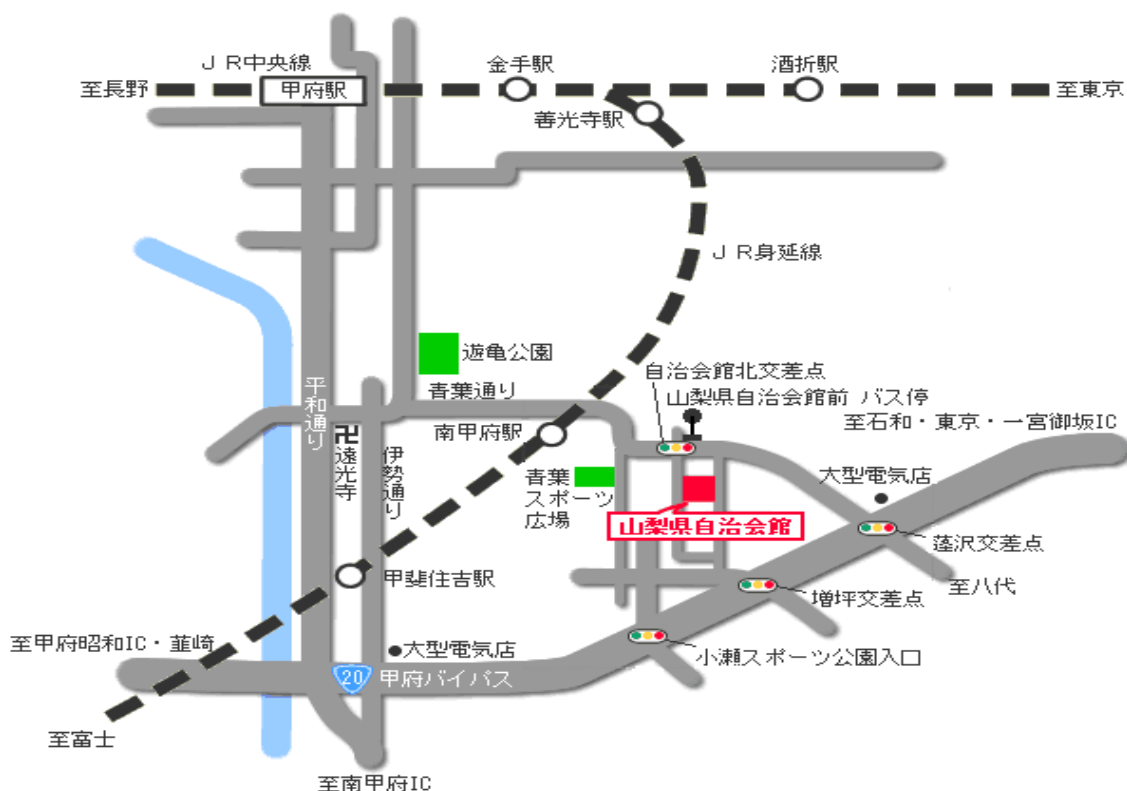 ＪＲ中央線
金手駅
酒折駅
至長野
甲府駅
至東京
善光寺駅
ＪＲ身延線
遊亀公園
自治会館北交差点
青葉通り
山梨県自治会館前 バス停
平和通り
至石和・東京・一宮御坂IC
南甲府駅
卍遠光寺
伊勢通り
青葉
スポーツ
広場
大型電気店
山梨県自治会館
蓬沢交差点
甲斐住吉駅
至八代
増坪交差点
至甲府昭和IC・韮崎
大型電気店
小瀬スポーツ公園入口
20
甲府バイパス
至富士
至南甲府IC